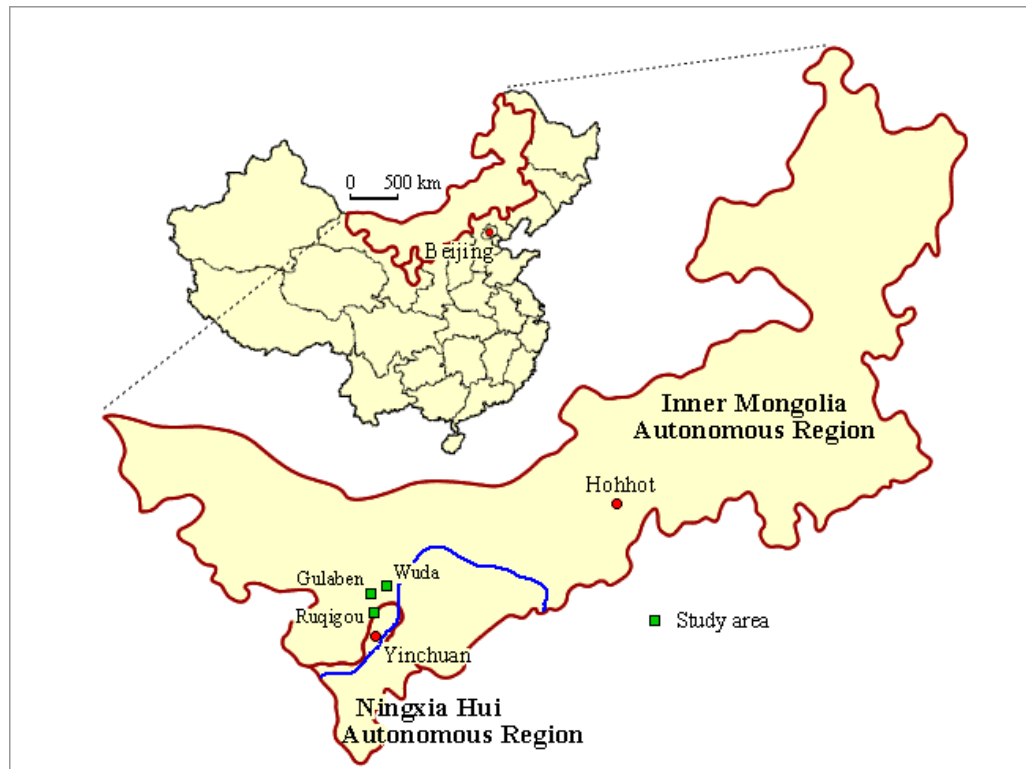 0 500 km
Beijing
Inner Mongolia
Autonomous Region
Hohhot
Gulaben
Wuda
Ruqigou
Study area
Yinchuan
Ningxia Hui
Autonomous Region